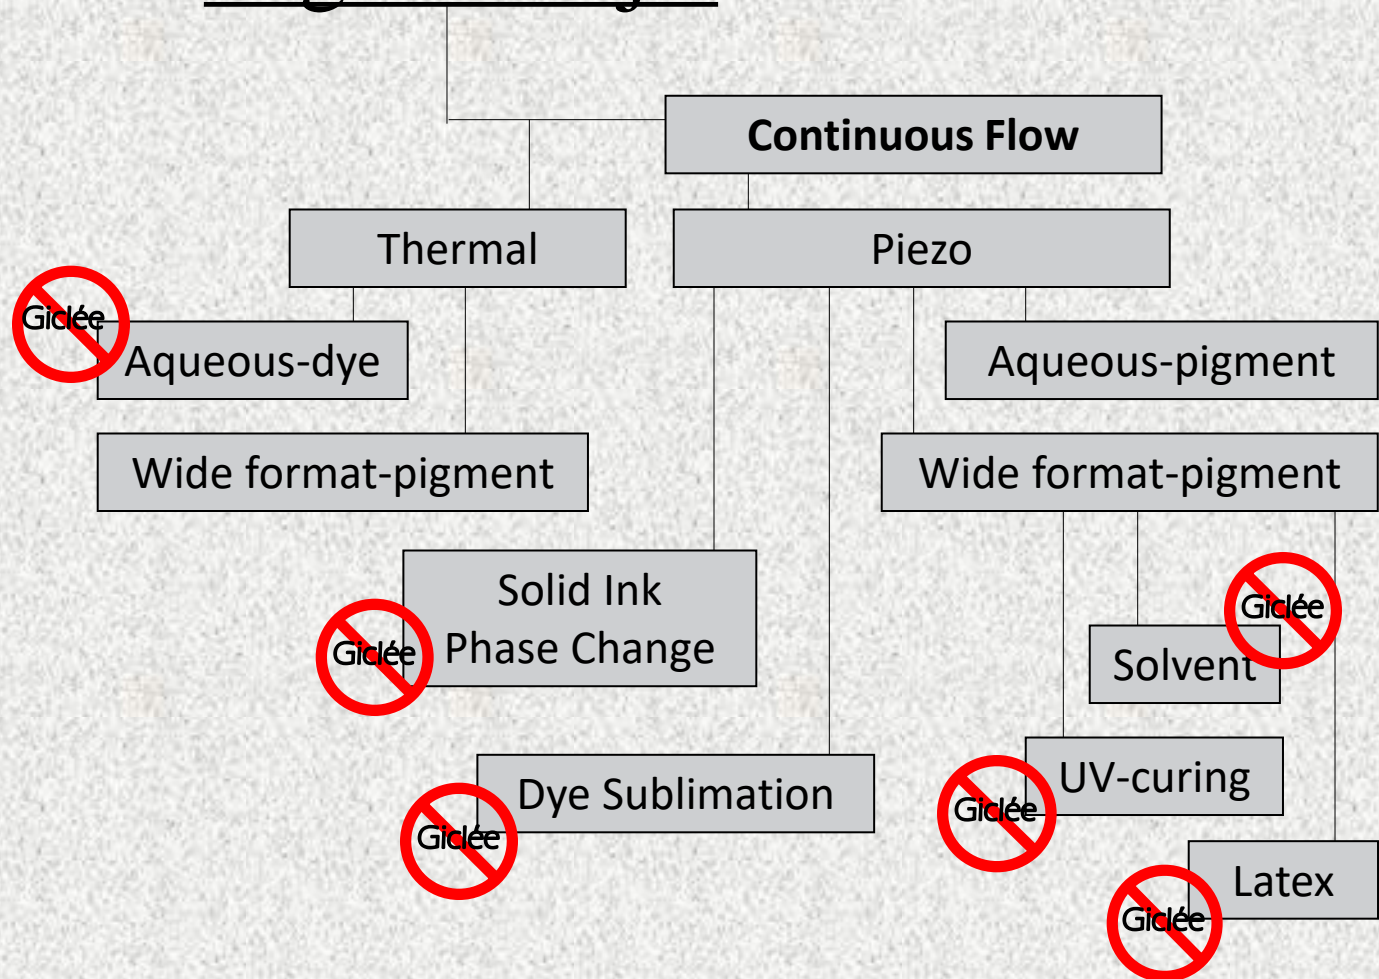 Continuous Flow
Thermal
Piezo
Giclée
Aqueous-dye
Aqueous-pigment
Wide format-pigment
Wide format-pigment
Solid Ink
Phase Change
Giclée
Giclée
Solvent
Dye Sublimation
Giclée
UV-curing
Giclée
Latex
Giclée